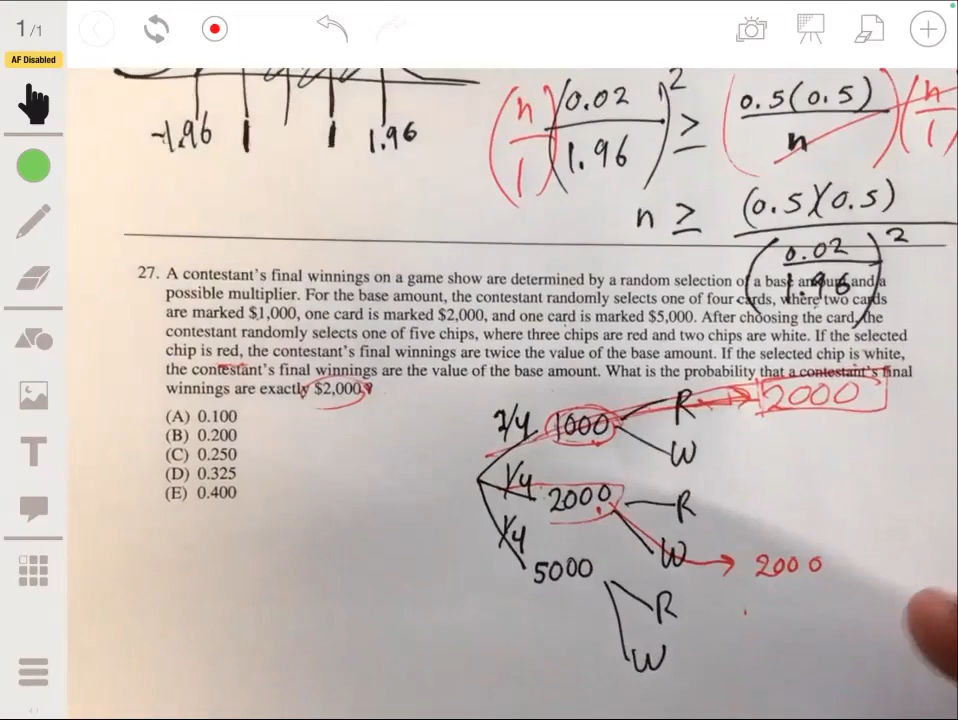 1/1
AF Disabled
-1.96
1.96
(n/1)(0.02/1.96)² ≥ (0.5(0.5)/n)(n/1)
n ≥ (0.5)(0.5)/(0.02/1.96)²
27. A contestant's final winnings on a game show are determined by a random selection of a base amount and a
possible multiplier. For the base amount, the contestant randomly selects one of four cards, where two cards
are marked $1,000, one card is marked $2,000, and one card is marked $5,000. After choosing the card, the
contestant randomly selects one of five chips, where three chips are red and two chips are white. If the selected
chip is red, the contestant's final winnings are twice the value of the base amount. If the selected chip is white,
the contestant's final winnings are the value of the base amount. What is the probability that a contestant's final
winnings are exactly $2,000?
(A) 0.100
(B) 0.200
(C) 0.250
(D) 0.325
(E) 0.400
2/4 1000 R 2000
W
1/4 2000 R
W 2000
1/4 5000
R
W
T